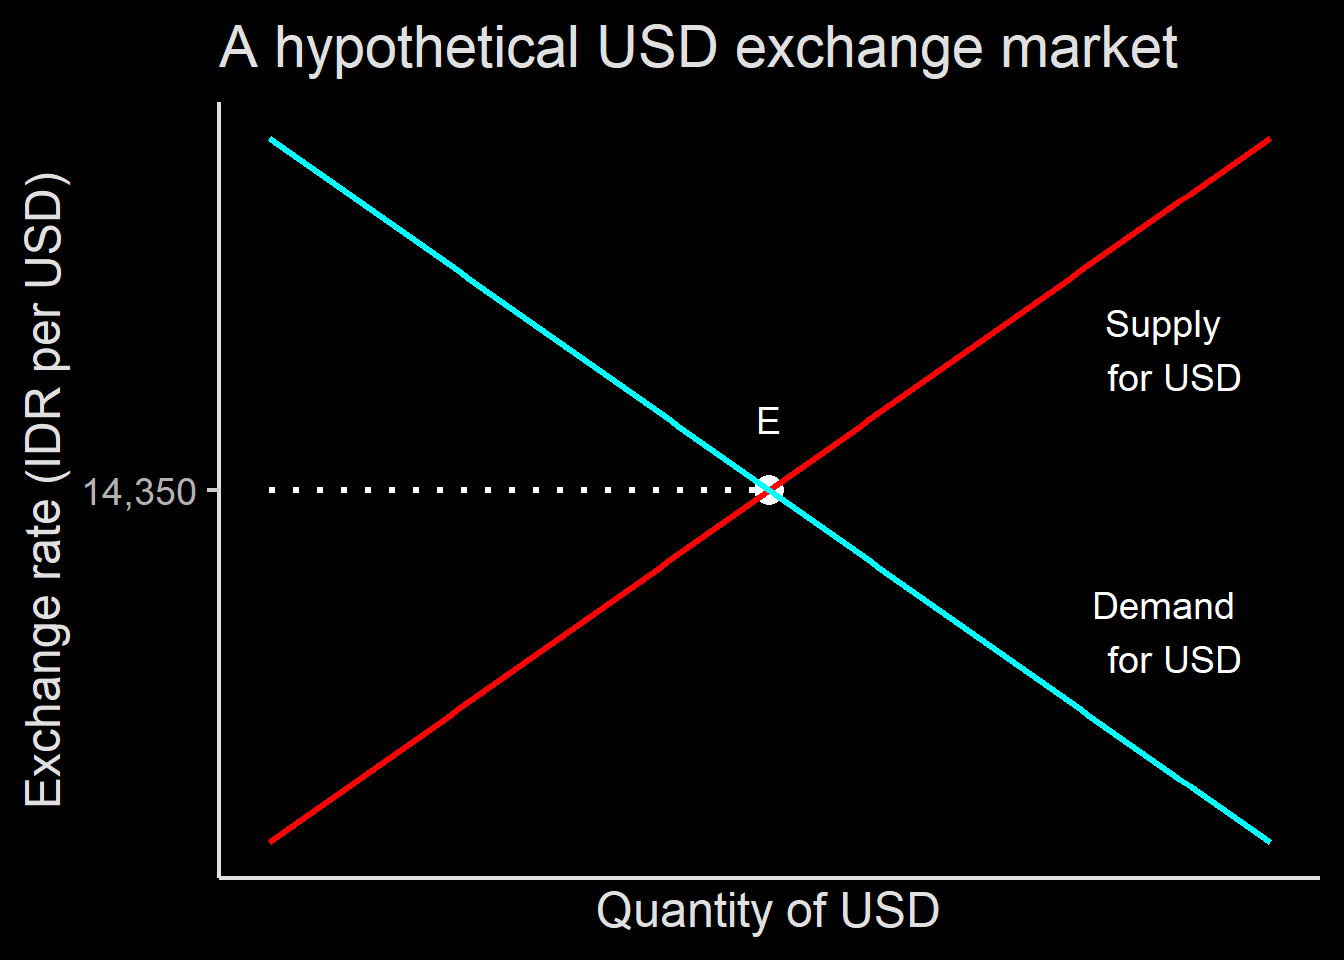 A hypothetical USD exchange market
Exchange rate (IDR per USD)
Supply
for USD
E
14,350
Demand
for USD
Quantity of USD